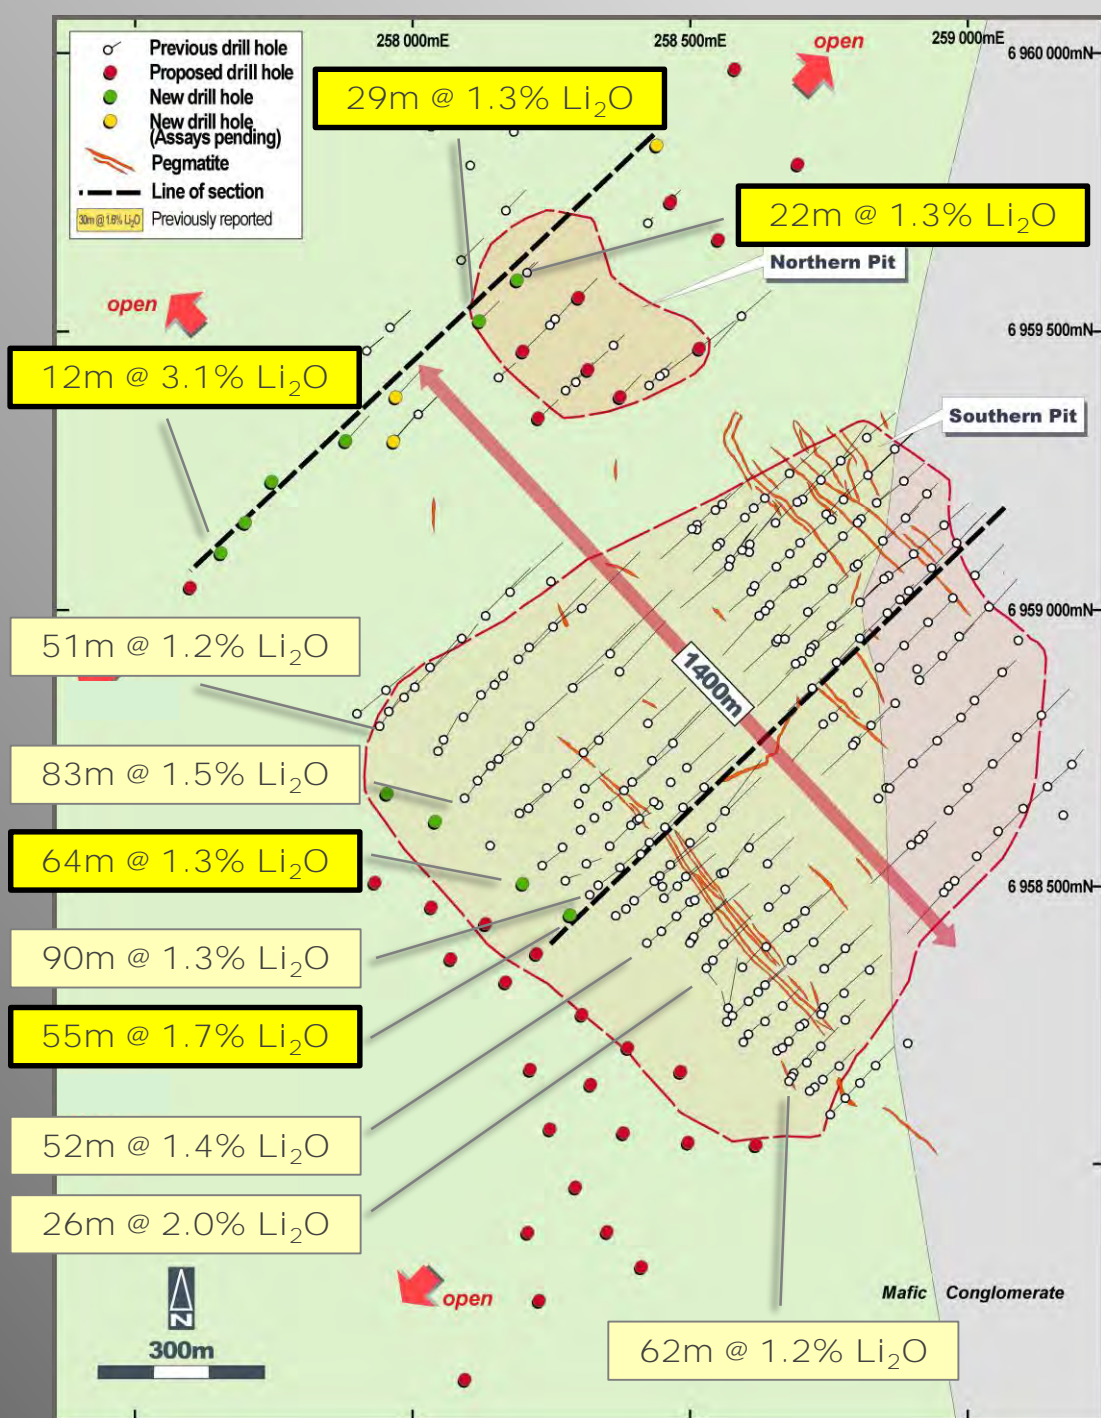 258 000mE
258 500mE
259 000mE
6 960 000mN
open
Previous drill hole
Proposed drill hole
New drill hole
New drill hole
(Assays pending)
Pegmatite
Line of section
30m @ 1.6% Li₂O Previously reported
29m @ 1.3% Li₂O
22m @ 1.3% Li₂O
Northern Pit
open
6 959 500mN
12m @ 3.1% Li₂O
Southern Pit
6 959 000mN
51m @ 1.2% Li₂O
1400m
83m @ 1.5% Li₂O
64m @ 1.3% Li₂O
6 958 500mN
90m @ 1.3% Li₂O
55m @ 1.7% Li₂O
52m @ 1.4% Li₂O
26m @ 2.0% Li₂O
N
open
Mafic Conglomerate
300m
62m @ 1.2% Li₂O